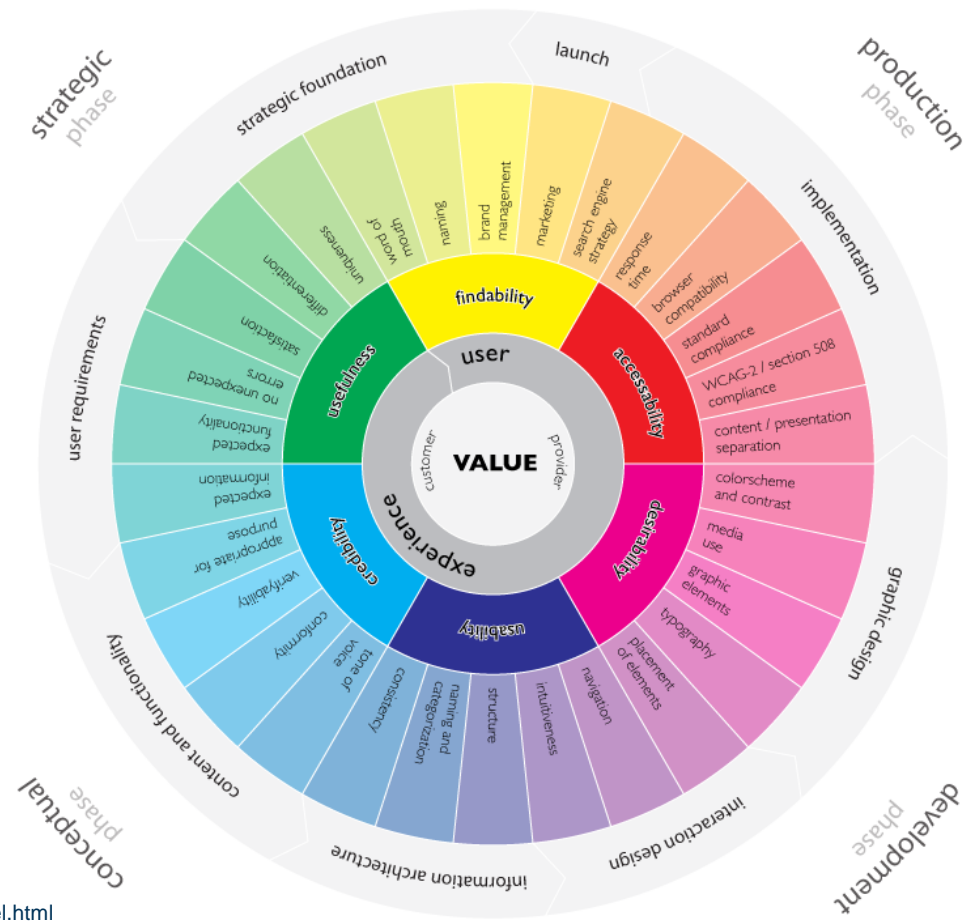 strategic
phase
production
phase
development
phase
conceptual
phase
strategic foundation
launch
implementation
graphic design
interaction design
information architecture
content and functionality
user requirements
findability
accessability
desirability
usability
credibility
usefulness
user
experience
customer
provider
VALUE
word of
mouth
naming
brand
management
marketing
search engine
strategy
response
time
browser
compatibility
standard
compliance
WCAG-2 / section 508
compliance
content / presentation
separation
colorscheme
and contrast
media
use
graphic
elements
typography
placement
of elements
navigation
intuitiveness
structure
naming and
categorization
consistency
tone of
voice
conformity
verifyability
appropriate for
purpose
expected
information
expected
functionality
no unexpected
errors
satisfaction
differentiation
uniqueness
el.html